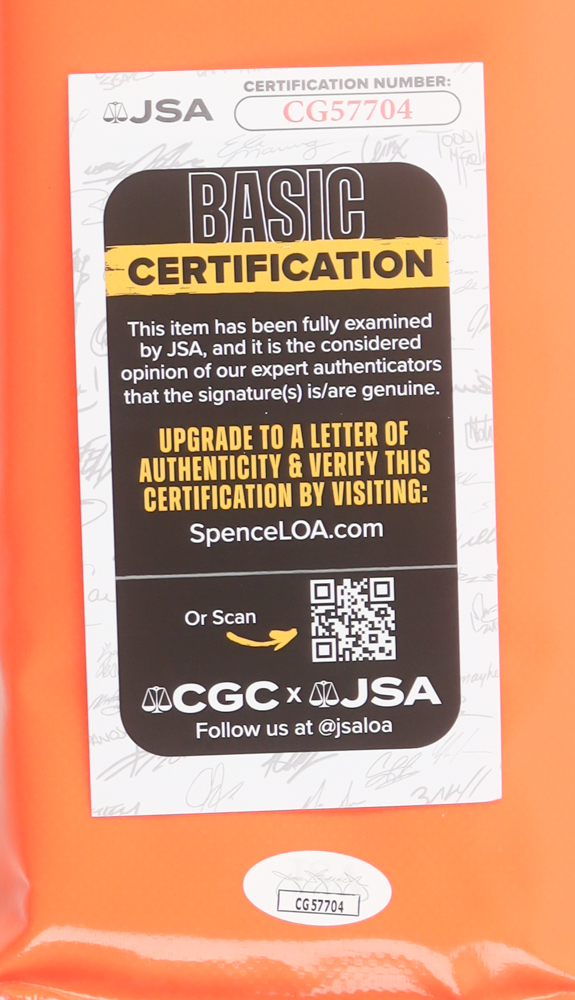 CERTIFICATION NUMBER:
JSA
CG57704
BASIC
CERTIFICATION
This item has been fully examined
by JSA, and it is the considered
opinion of our expert authenticators
that the signature(s) is/are genuine.
UPGRADE TO A LETTER OF
AUTHENTICITY & VERIFY THIS
CERTIFICATION BY VISITING:
SpenceLOA.com
Or Scan
CGC x JSA
Follow us at @jsaloa
CG57704